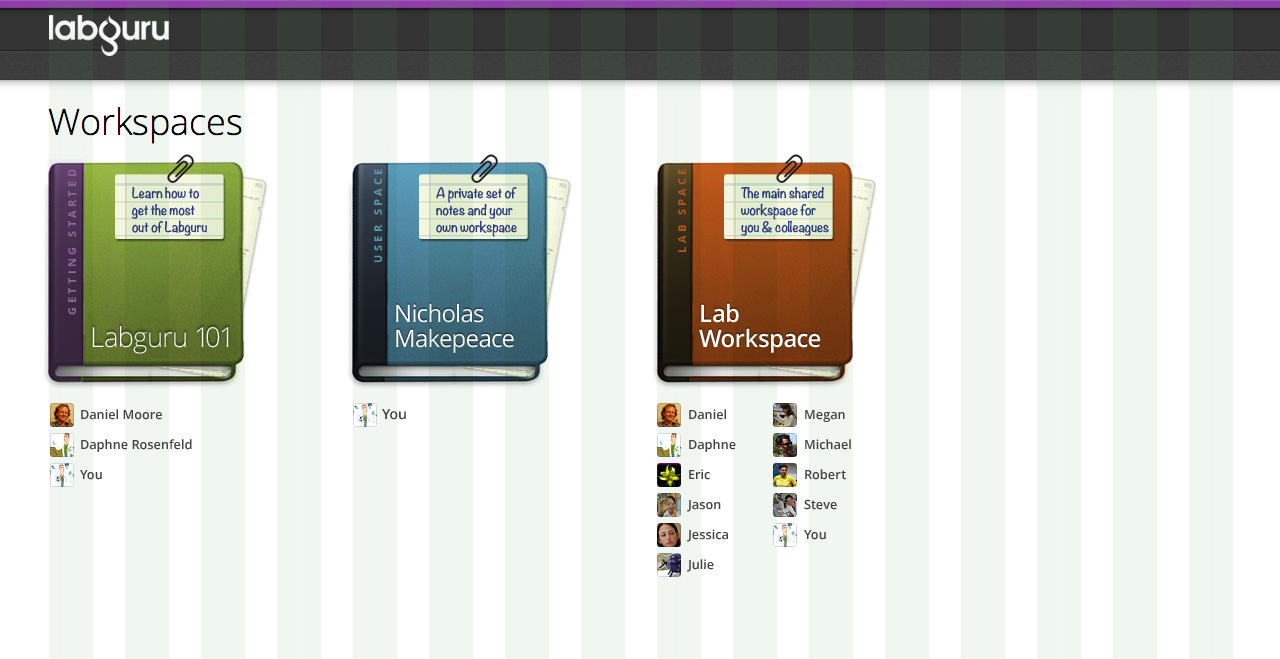 labguru
Workspaces
GETTING STARTED
Learn how to
get the most
out of Labguru
Labguru 101
Daniel Moore
Daphne Rosenfeld
You
USER SPACE
A private set of
notes and your
own workspace
Nicholas
Makepeace
You
LAB SPACE
The main shared
workspace for
you & colleagues
Lab
Workspace
Daniel
Daphne
Eric
Jason
Jessica
Julie
Megan
Michael
Robert
Steve
You